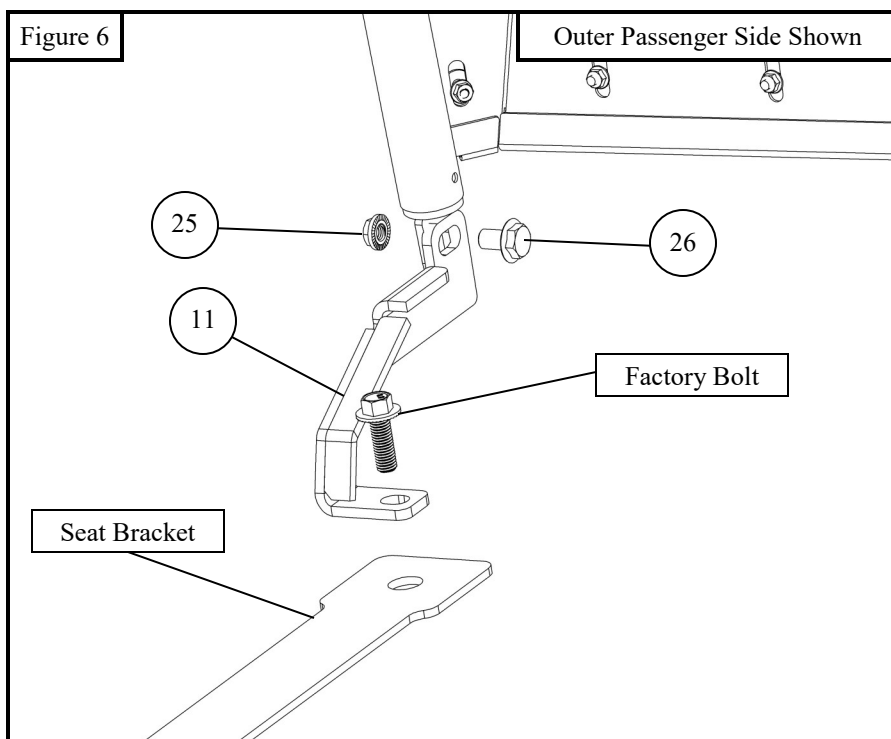 Figure 6
Outer Passenger Side Shown
25
26
11
Factory Bolt
Seat Bracket